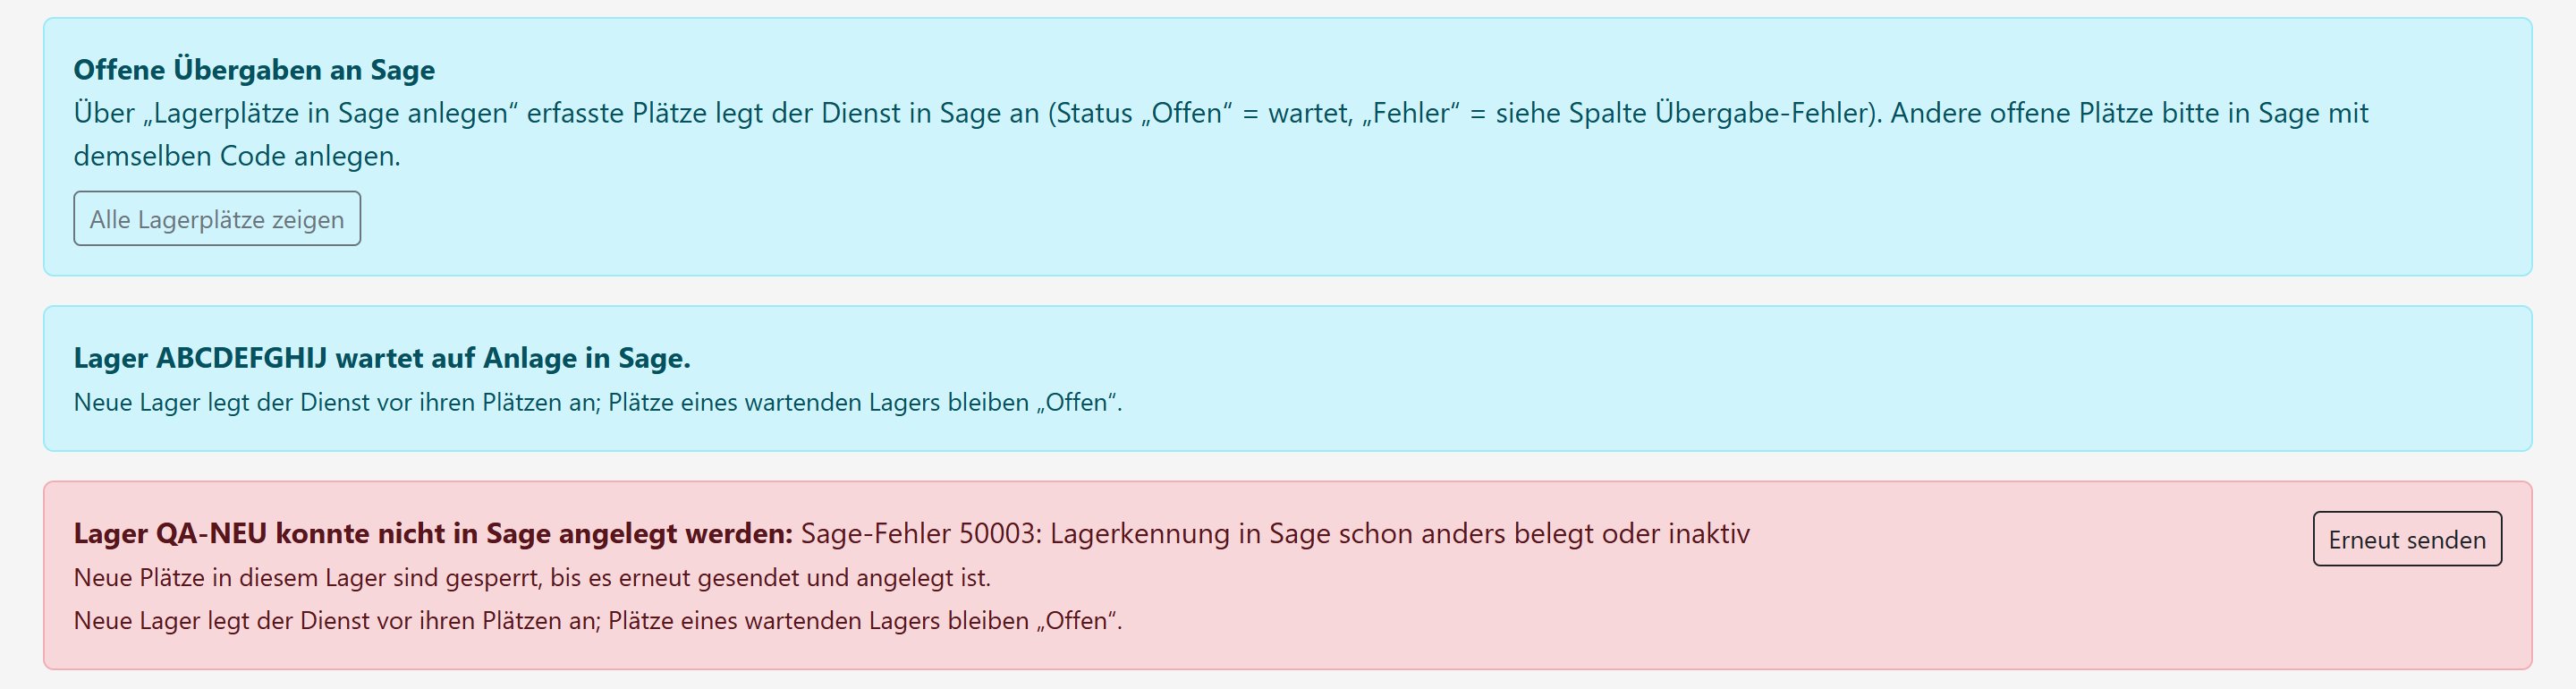 Offene Übergaben an Sage
Über „Lagerplätze in Sage anlegen“ erfasste Plätze legt der Dienst in Sage an (Status „Offen“ = wartet, „Fehler“ = siehe Spalte Übergabe-Fehler). Andere offene Plätze bitte in Sage mit
demselben Code anlegen.
Alle Lagerplätze zeigen
Lager ABCDEFGHIJ wartet auf Anlage in Sage.
Neue Lager legt der Dienst vor ihren Plätzen an; Plätze eines wartenden Lagers bleiben „Offen“.
Lager QA-NEU konnte nicht in Sage angelegt werden: Sage-Fehler 50003: Lagerkennung in Sage schon anders belegt oder inaktiv
Erneut senden
Neue Plätze in diesem Lager sind gesperrt, bis es erneut gesendet und angelegt ist.
Neue Lager legt der Dienst vor ihren Plätzen an; Plätze eines wartenden Lagers bleiben „Offen“.